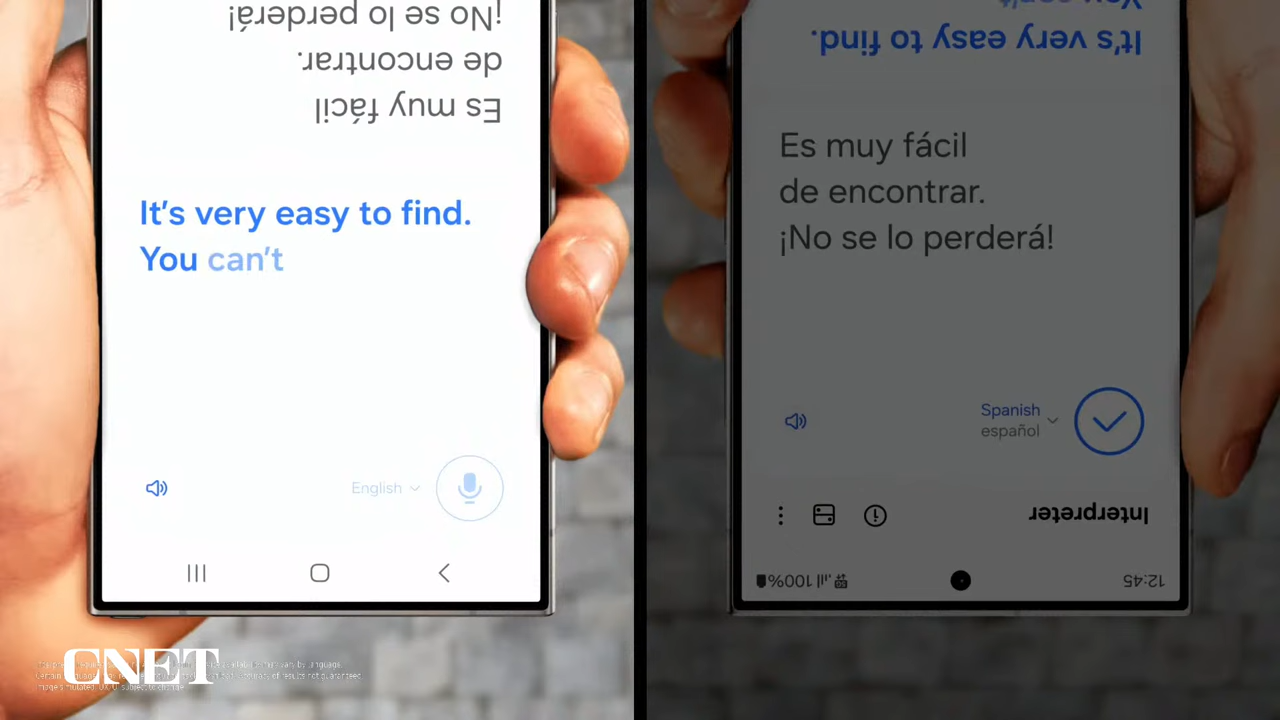 ¡No se lo perderá!
de encontrar.
Es muy fácil
It's very easy to find.
You can't
English
CNET
You can't
It's very easy to find.
Es muy fácil
de encontrar.
¡No se lo perderá!
Spanish
español
Interpreter
12:45
100%